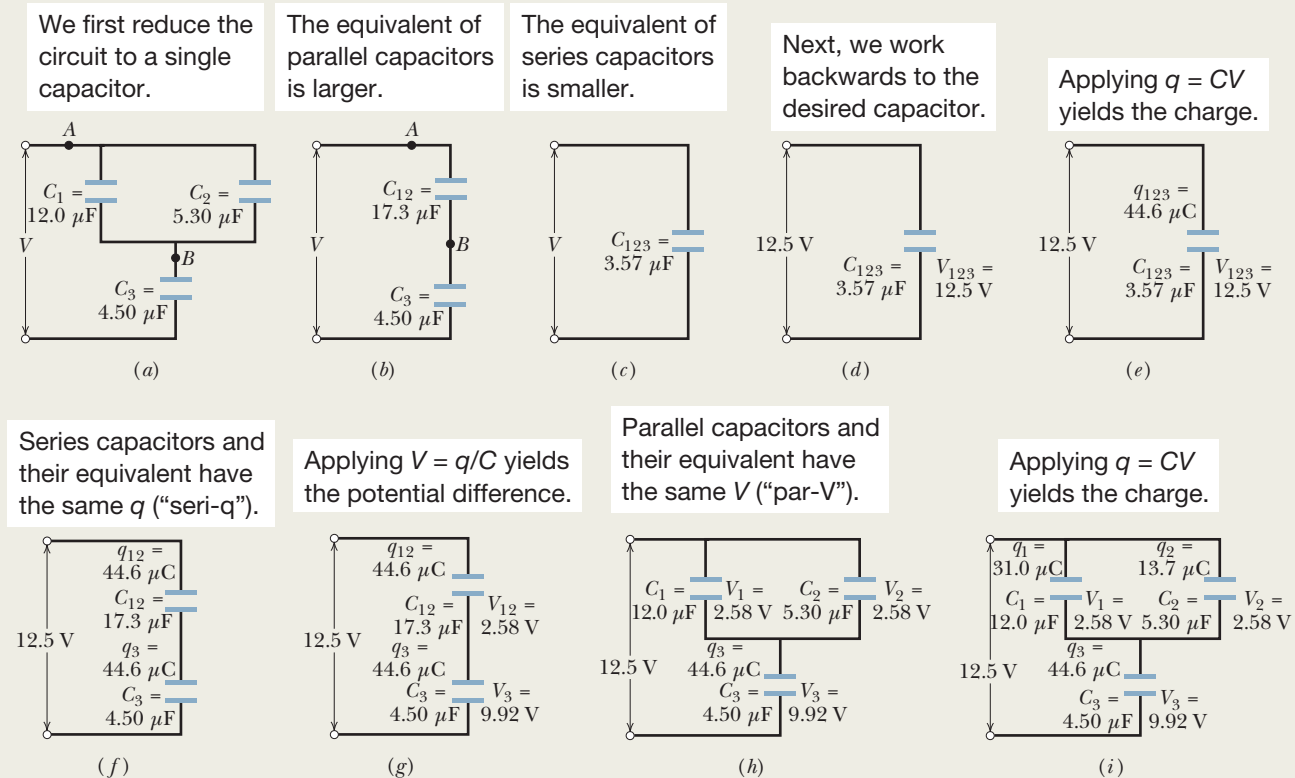 We first reduce the
circuit to a single
capacitor.
The equivalent of
parallel capacitors
is larger.
The equivalent of
series capacitors
is smaller.
Next, we work
backwards to the
desired capacitor.
Applying q = CV
yields the charge.
A
C1 =
12.0 μF
C2 =
5.30 μF
V
B
C3 =
4.50 μF
(a)
A
C12 =
17.3 μF
V
B
C3 =
4.50 μF
(b)
V
C123 =
3.57 μF
(c)
12.5 V
C123 =
3.57 μF
V123 =
12.5 V
(d)
q123 =
44.6 μC
12.5 V
C123 =
3.57 μF
V123 =
12.5 V
(e)
Series capacitors and
their equivalent have
the same q (“seri-q”).
Applying V = q/C yields
the potential difference.
Parallel capacitors and
their equivalent have
the same V (“par-V”).
Applying q = CV
yields the charge.
q12 =
44.6 μC
C12 =
17.3 μF
12.5 V
q3 =
44.6 μC
C3 =
4.50 μF
(f)
q12 =
44.6 μC
C12 =
17.3 μF
V12 =
2.58 V
12.5 V
q3 =
44.6 μC
C3 =
4.50 μF
V3 =
9.92 V
(g)
C1 =
12.0 μF
V1 =
2.58 V
C2 =
5.30 μF
V2 =
2.58 V
12.5 V
q3 =
44.6 μC
C3 =
4.50 μF
V3 =
9.92 V
(h)
q1 =
31.0 μC
q2 =
13.7 μC
C1 =
12.0 μF
V1 =
2.58 V
C2 =
5.30 μF
V2 =
2.58 V
12.5 V
q3 =
44.6 μC
C3 =
4.50 μF
V3 =
9.92 V
(i)